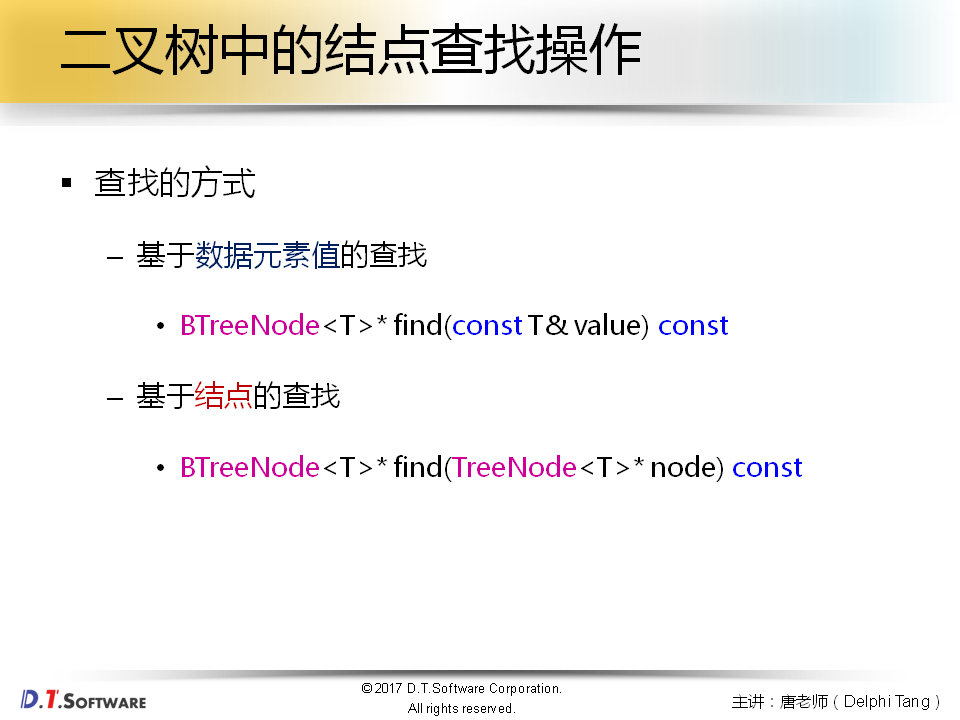 二叉树中的结点查找操作
▪ 查找的方式
– 基于数据元素值的查找
• BTreeNode<T>* find(const T& value) const
– 基于结点的查找
• BTreeNode<T>* find(TreeNode<T>* node) const
D.T.SOFTWARE
©2017 D.T.Software Corporation.
All rights reserved.
主讲：唐老师（Delphi Tang）